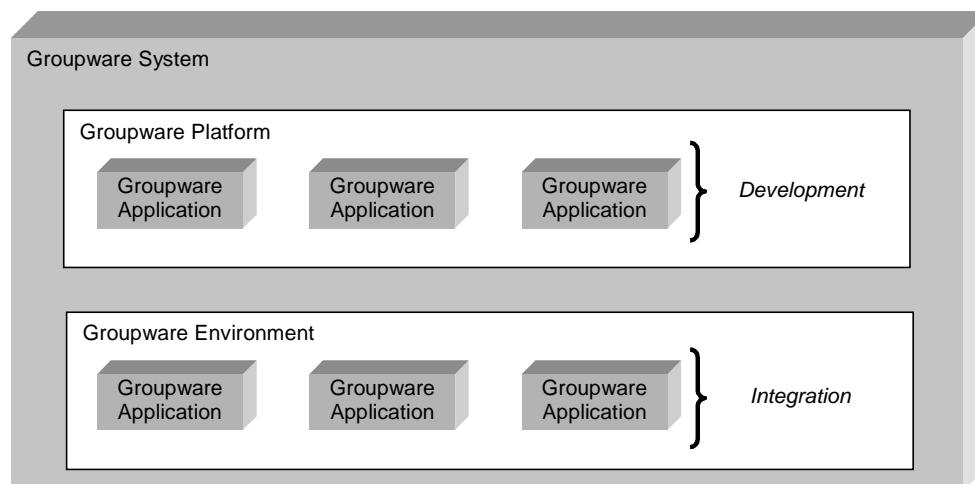 Groupware System
Groupware Platform
Groupware
Application
Groupware
Application
Groupware
Application
Development
Groupware Environment
Groupware
Application
Groupware
Application
Groupware
Application
Integration